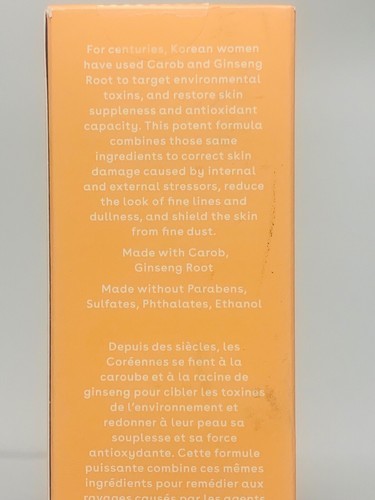 For centuries, Korean women
have used Carob and Ginseng
Root to target environmental
toxins, and restore skin
suppleness and antioxidant
capacity. This potent formula
combines those same
ingredients to correct skin
damage caused by internal
and external stressors, reduce
the look of fine lines and
dullness, and shield the skin
from fine dust.
Made with Carob,
Ginseng Root
Made without Parabens,
Sulfates, Phthalates, Ethanol
Depuis des siècles, les
Coréennes se fient à la
caroube et à la racine de
ginseng pour cibler les toxines
de l'environnement et
redonner à leur peau sa
souplesse et sa force
antioxydante. Cette formule
puissante combine ces mêmes
ingrédients pour remédier aux
ravages causés par les agents